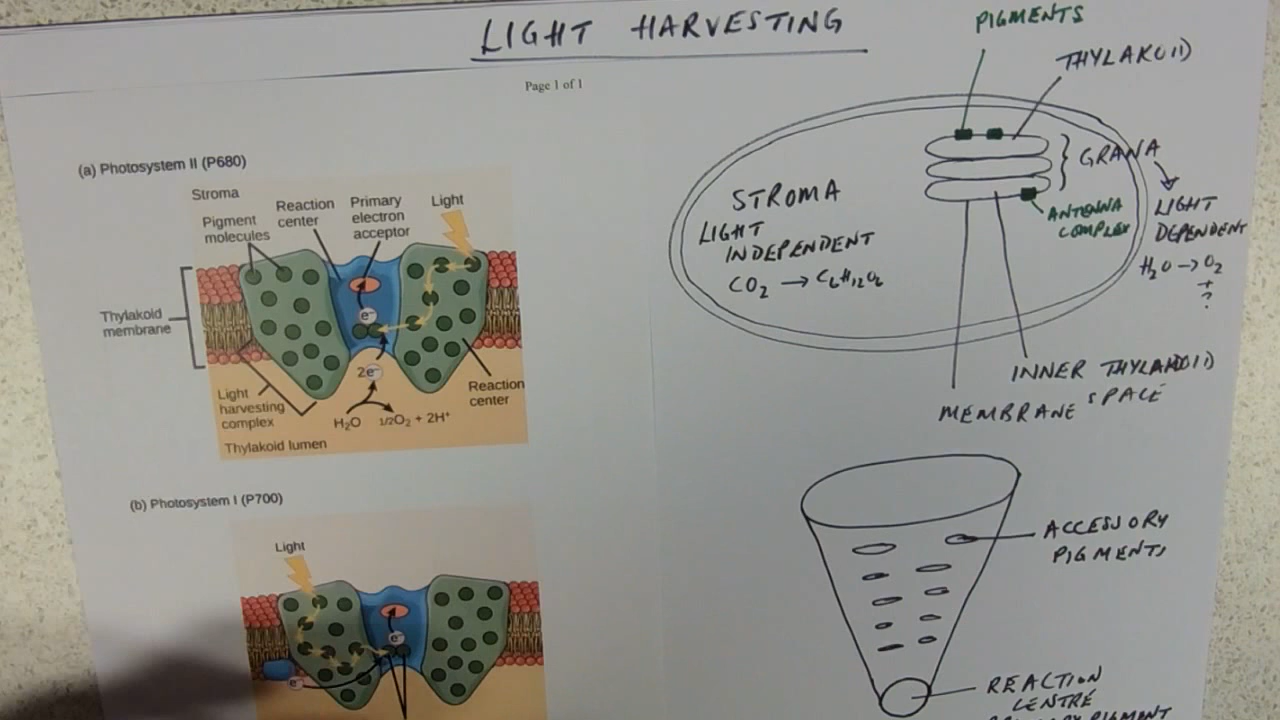 LIGHT HARVESTING
Page 1 of 1
(a) Photosystem II (P680)
Stroma
Pigment
molecules
Reaction
center
Primary
electron
acceptor
Light
Thylakoid
membrane
e-
2e-
Light
harvesting
complex
H₂O 1/2O₂ + 2H⁺
Reaction
center
Thylakoid lumen
(b) Photosystem I (P700)
Light
e-
e-
PIGMENTS
THYLAKOID
GRANA
STROMA
LIGHT
INDEPENDENT
CO₂ → C₆H₁₂O₆
ANTENNA
COMPLEX
LIGHT
DEPENDENT
H₂O → O₂
+
?
INNER THYLAKOID
SPACE
MEMBRANE
ACCESSORY
PIGMENTS
REACTION
CENTRE
PIGMENT